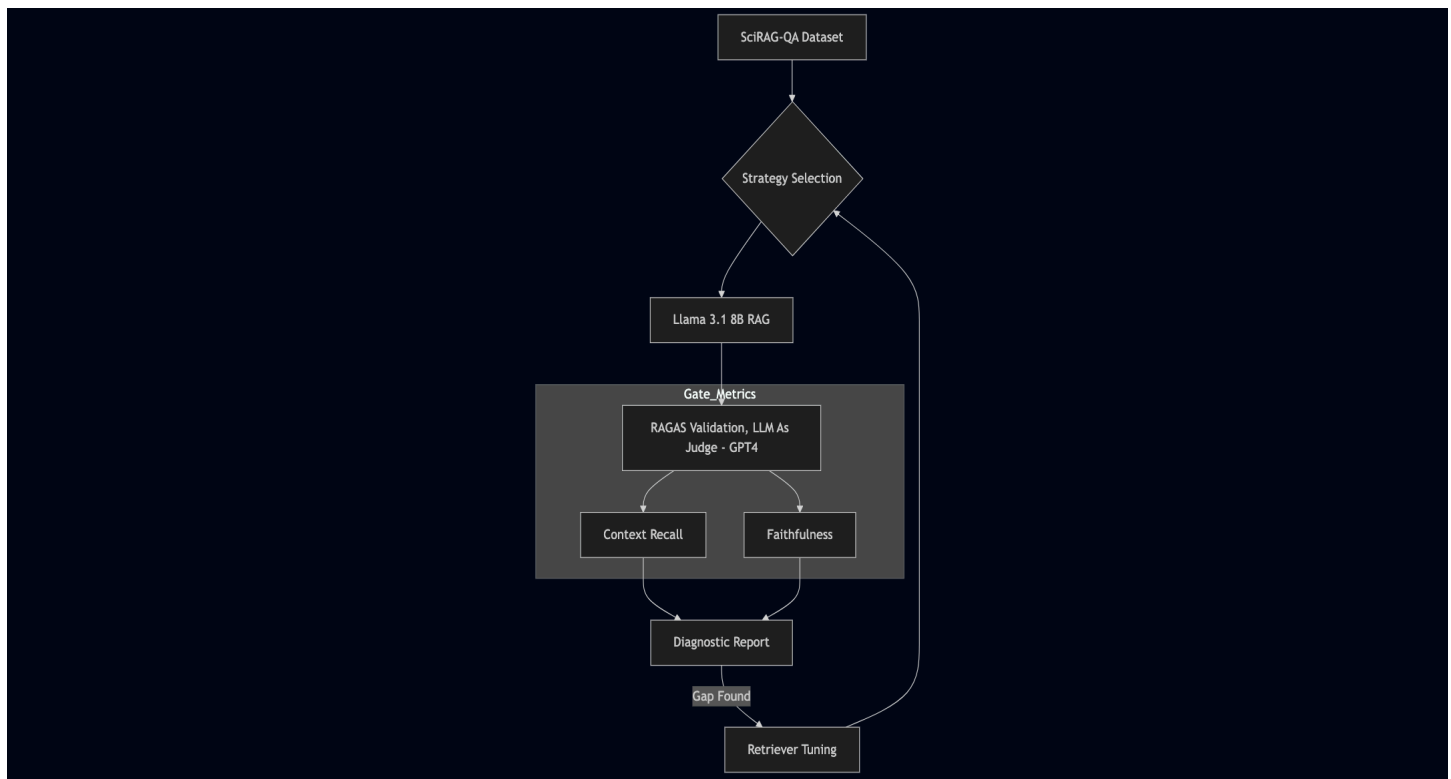 SciRAG-QA Dataset
Strategy Selection
Llama 3.1 8B RAG
Gate_Metrics
RAGAS Validation, LLM As
Judge - GPT4
Context Recall
Faithfulness
Diagnostic Report
Gap Found
Retriever Tuning